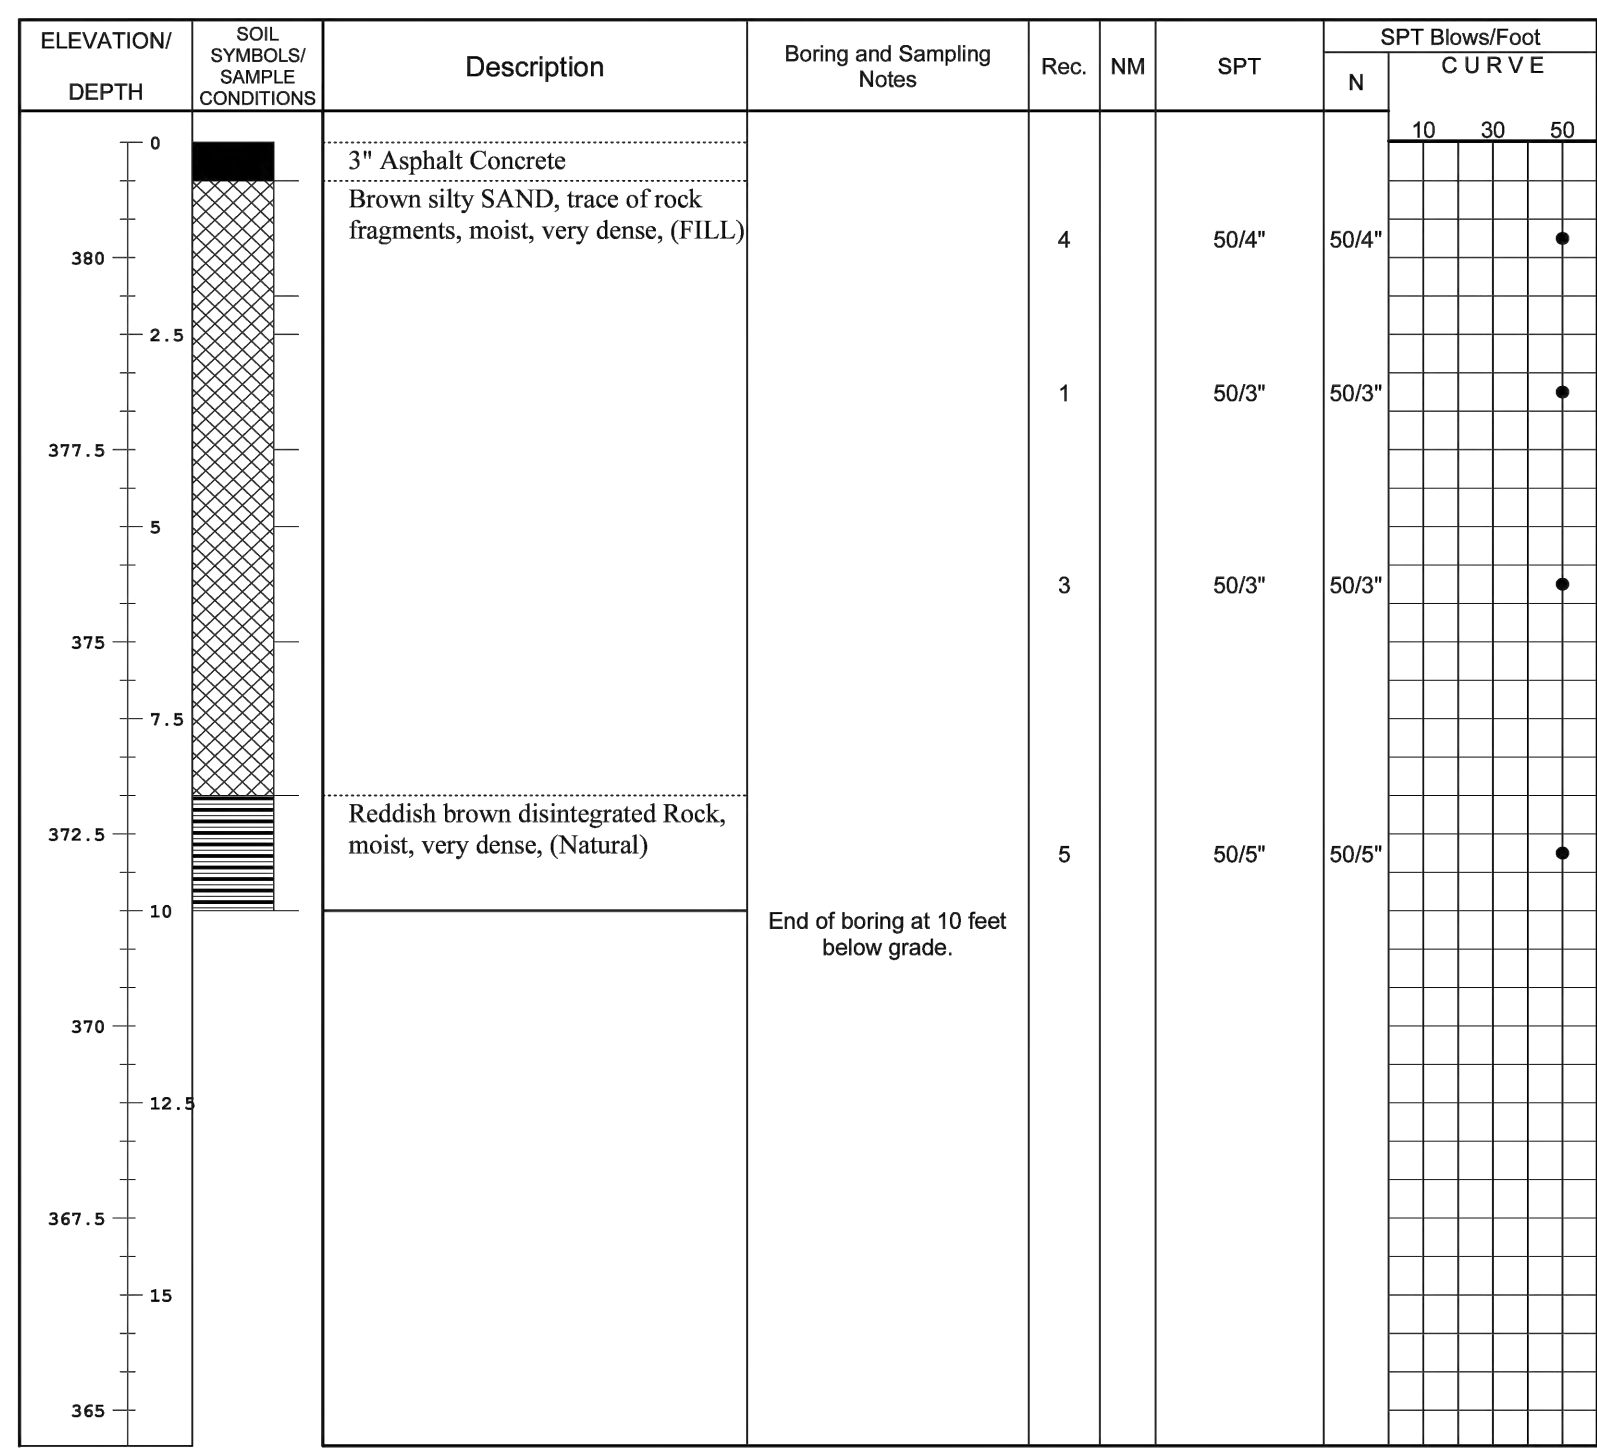 ELEVATION/
DEPTH
SOIL
SYMBOLS/
SAMPLE
CONDITIONS
Description
Boring and Sampling
Notes
Rec.
NM
SPT
SPT Blows/Foot
N
C U R V E
10 30 50
0
3" Asphalt Concrete
Brown silty SAND, trace of rock
fragments, moist, very dense, (FILL)
4 50/4" 50/4"
380
2.5
1 50/3" 50/3"
377.5
5
3 50/3" 50/3"
375
7.5
Reddish brown disintegrated Rock,
372.5
moist, very dense, (Natural)
5 50/5" 50/5"
10
End of boring at 10 feet
below grade.
370
12.5
367.5
15
365